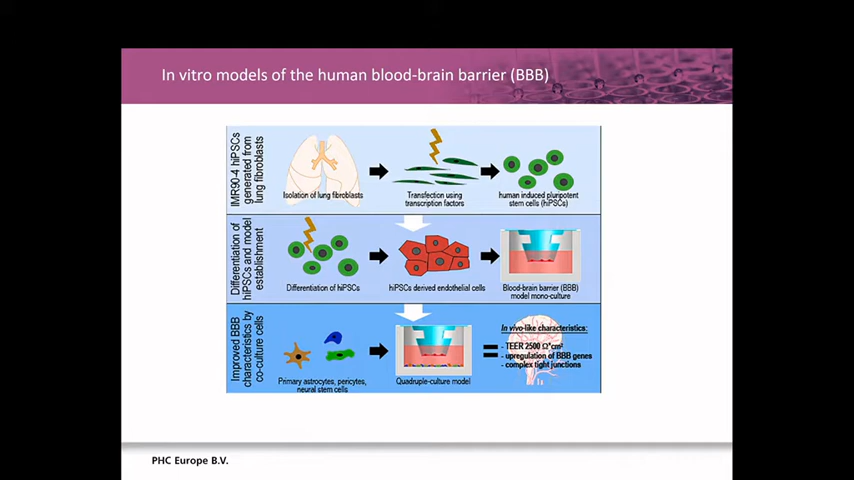 In vitro models of the human blood-brain barrier (BBB)
IMR90-4 hiPSCs
generated from
lung fibroblasts
Isolation of lung fibroblasts
Transfection using
transcription factors
human induced pluripotent
stem cells (hiPSCs)
Differentiation of
hiPSCs and model
establishment
Differentiation of hiPSCs
hiPSCs derived endothelial cells
Blood-brain barrier (BBB)
model mono-culture
Improved BBB
characteristics by
co-culture cells
Primary astrocytes, pericytes,
neural stem cells
Quadruple-culture model
In vivo-like characteristics:
- TEER 2500 Ω*cm²
- upregulation of BBB genes
- complex tight junctions
PHC Europe B.V.